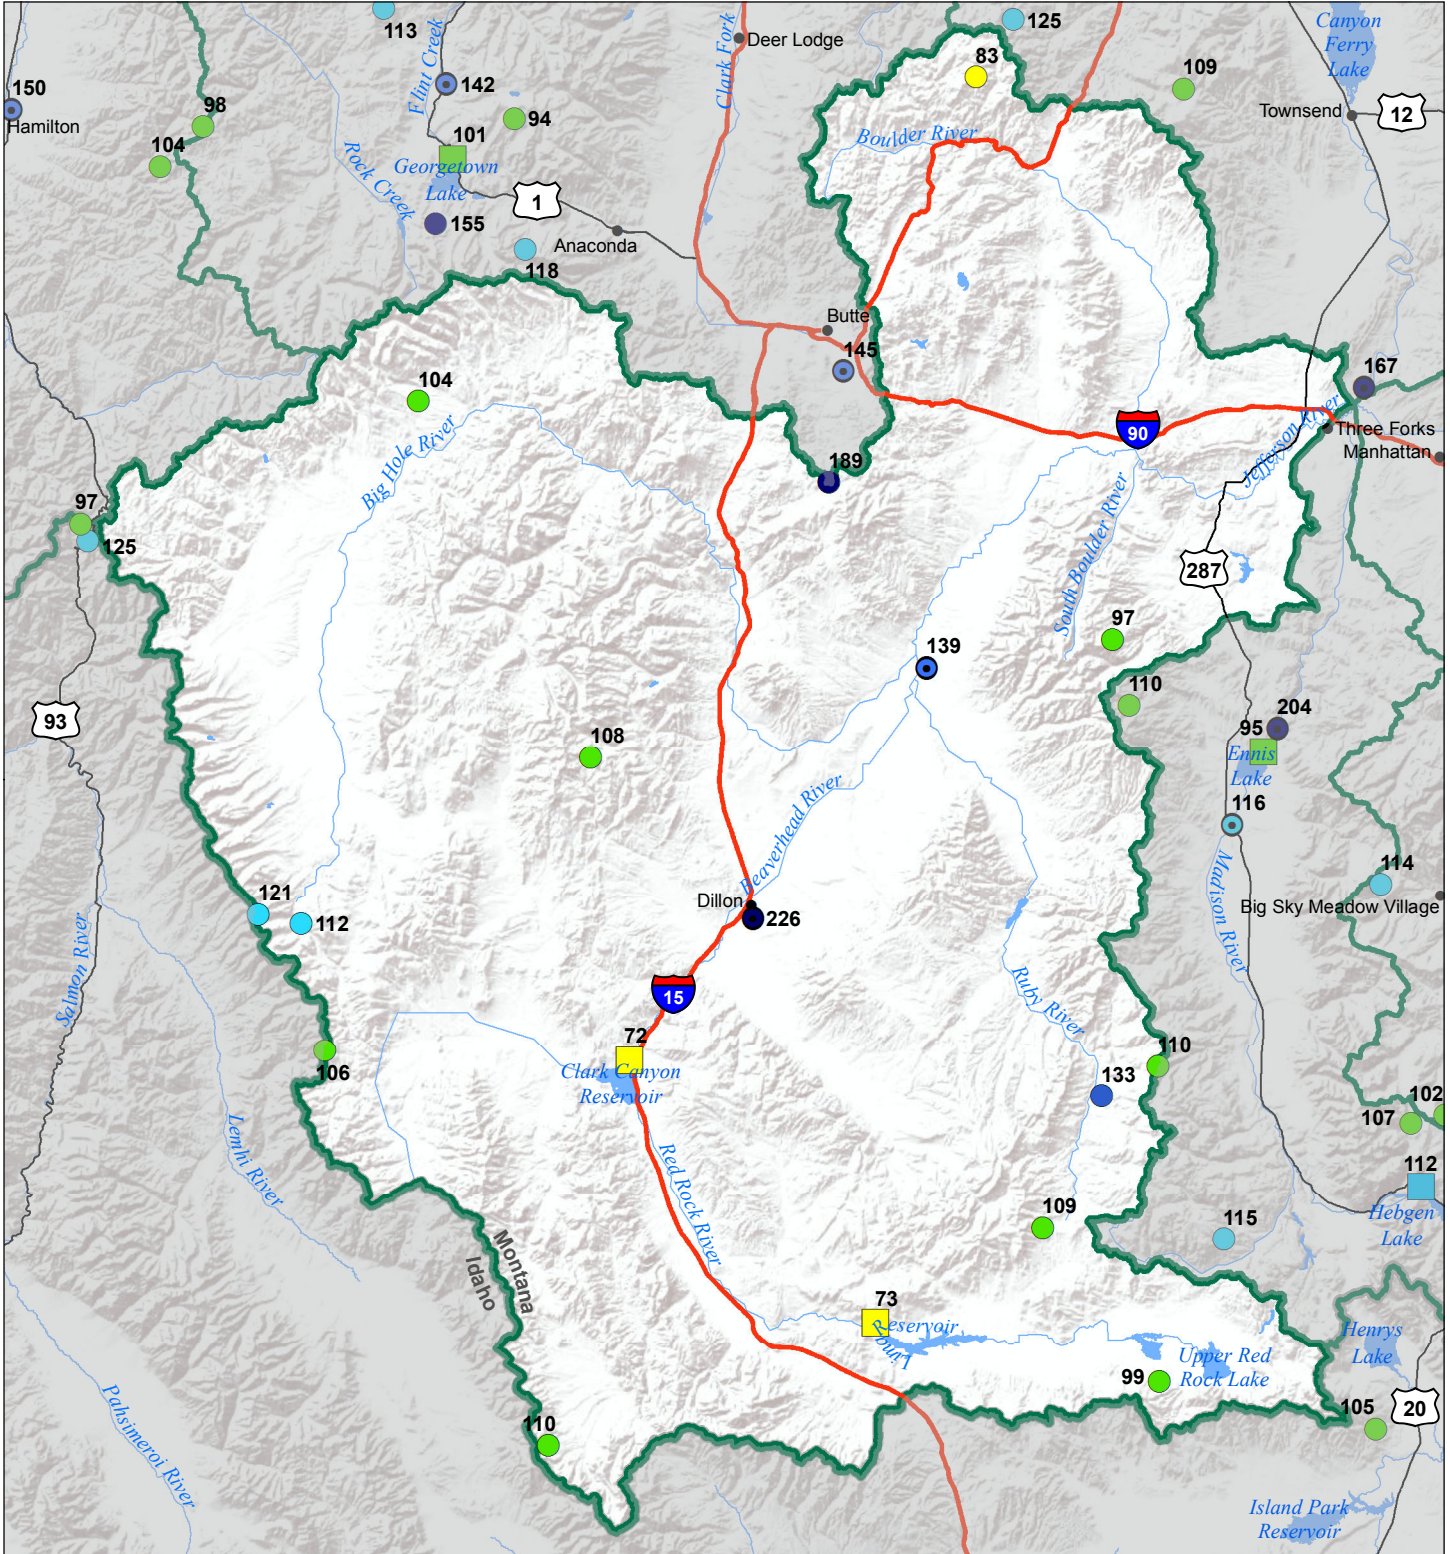 113
125
Canyon
Ferry
Lake
Clark Fork
Deer Lodge
83
109
Flint Creek
142
150
Hamilton
98
94
Townsend
12
104
101
Georgetown
Lake
Boulder River
Rock Creek
1
155
Anaconda
118
Butte
145
167
104
Big Hole River
90
Jefferson River
Three Forks
Manhattan
189
97
125
South Boulder River
287
97
139
110
93
204
95
Ennis
Lake
108
116
Beaverhead River
Madison River
114
Big Sky Meadow Village
121
112
Dillon
226
Salmon River
15
Ruby River
72
Clark Canyon
Reservoir
106
110
133
102
107
Lemhi River
Red Rock River
112
Hebgen
Lake
109
115
Montana
Idaho
73
Lima
Reservoir
Henrys
Lake
Upper Red
Rock Lake
99
105
20
Pahsimeroi River
110
Island Park
Reservoir